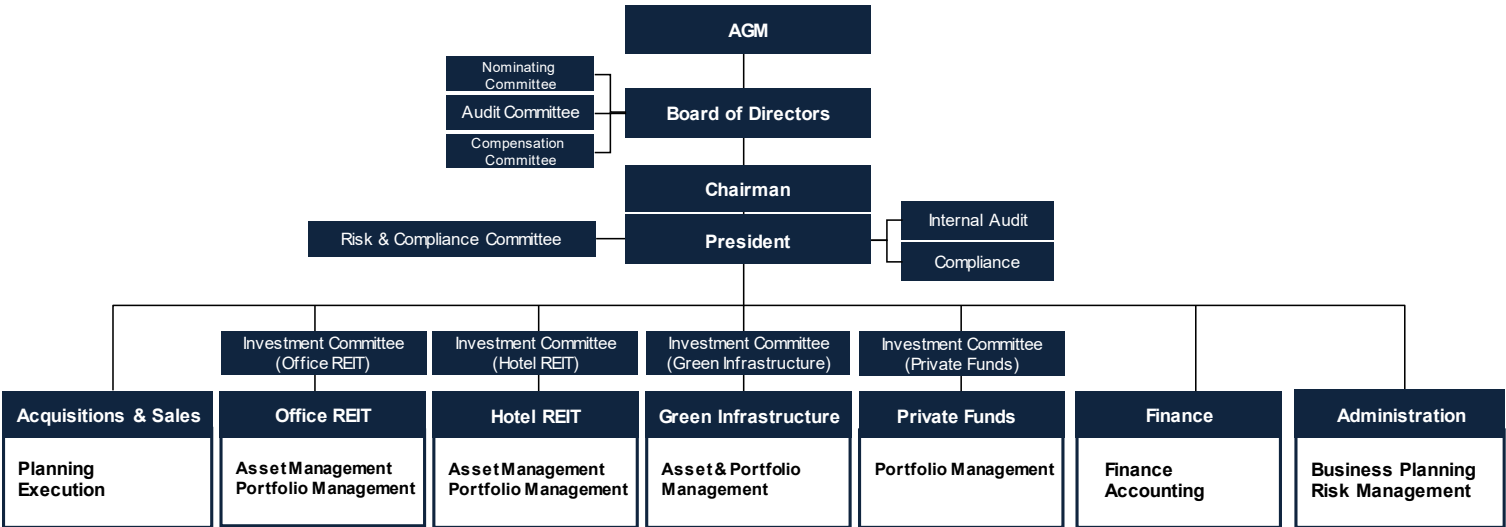 AGM
Nominating
Committee
Audit Committee
Board of Directors
Compensation
Committee
Chairman
Risk & Compliance Committee
President
Internal Audit
Compliance
Investment Committee
(Office REIT)
Investment Committee
(Hotel REIT)
Investment Committee
(Green Infrastructure)
Investment Committee
(Private Funds)
Acquisitions & Sales
Planning
Execution
Office REIT
Asset Management
Portfolio Management
Hotel REIT
Asset Management
Portfolio Management
Green Infrastructure
Asset & Portfolio
Management
Private Funds
Portfolio Management
Finance
Finance
Accounting
Administration
Business Planning
Risk Management